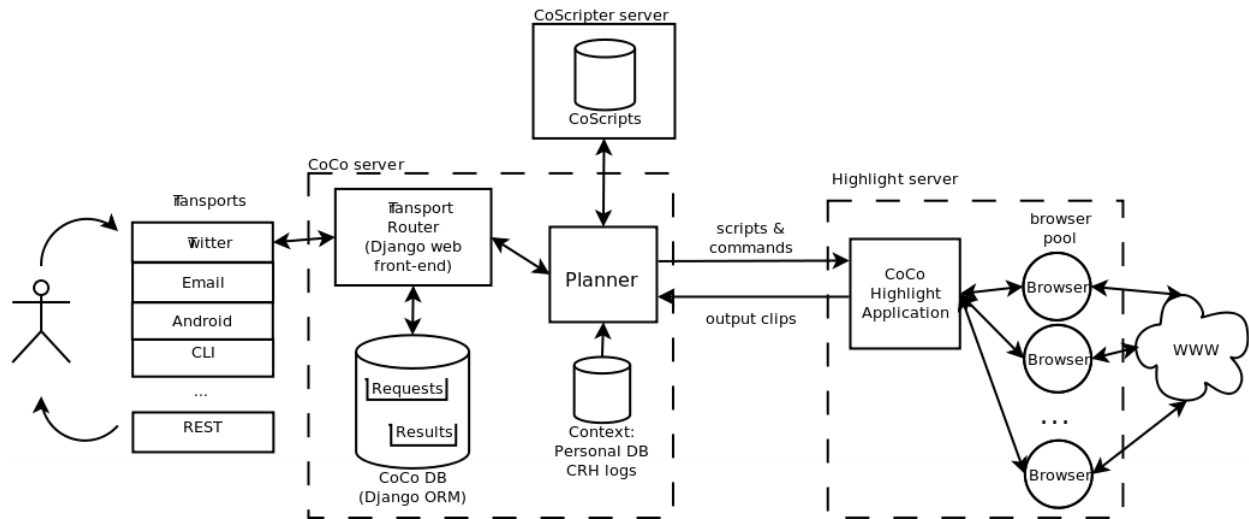 CoScripter server
CoScripts
CoCo server
Transports
Twitter
Email
Android
CLI
...
REST
Transport
Router
(Django web
front-end)
Requests
Results
CoCo DB
(Django ORM)
Planner
Context:
Personal DB
CRH logs
scripts &
commands
output clips
Highlight server
CoCo
Highlight
Application
browser
pool
Browser
Browser
...
Browser
WWW